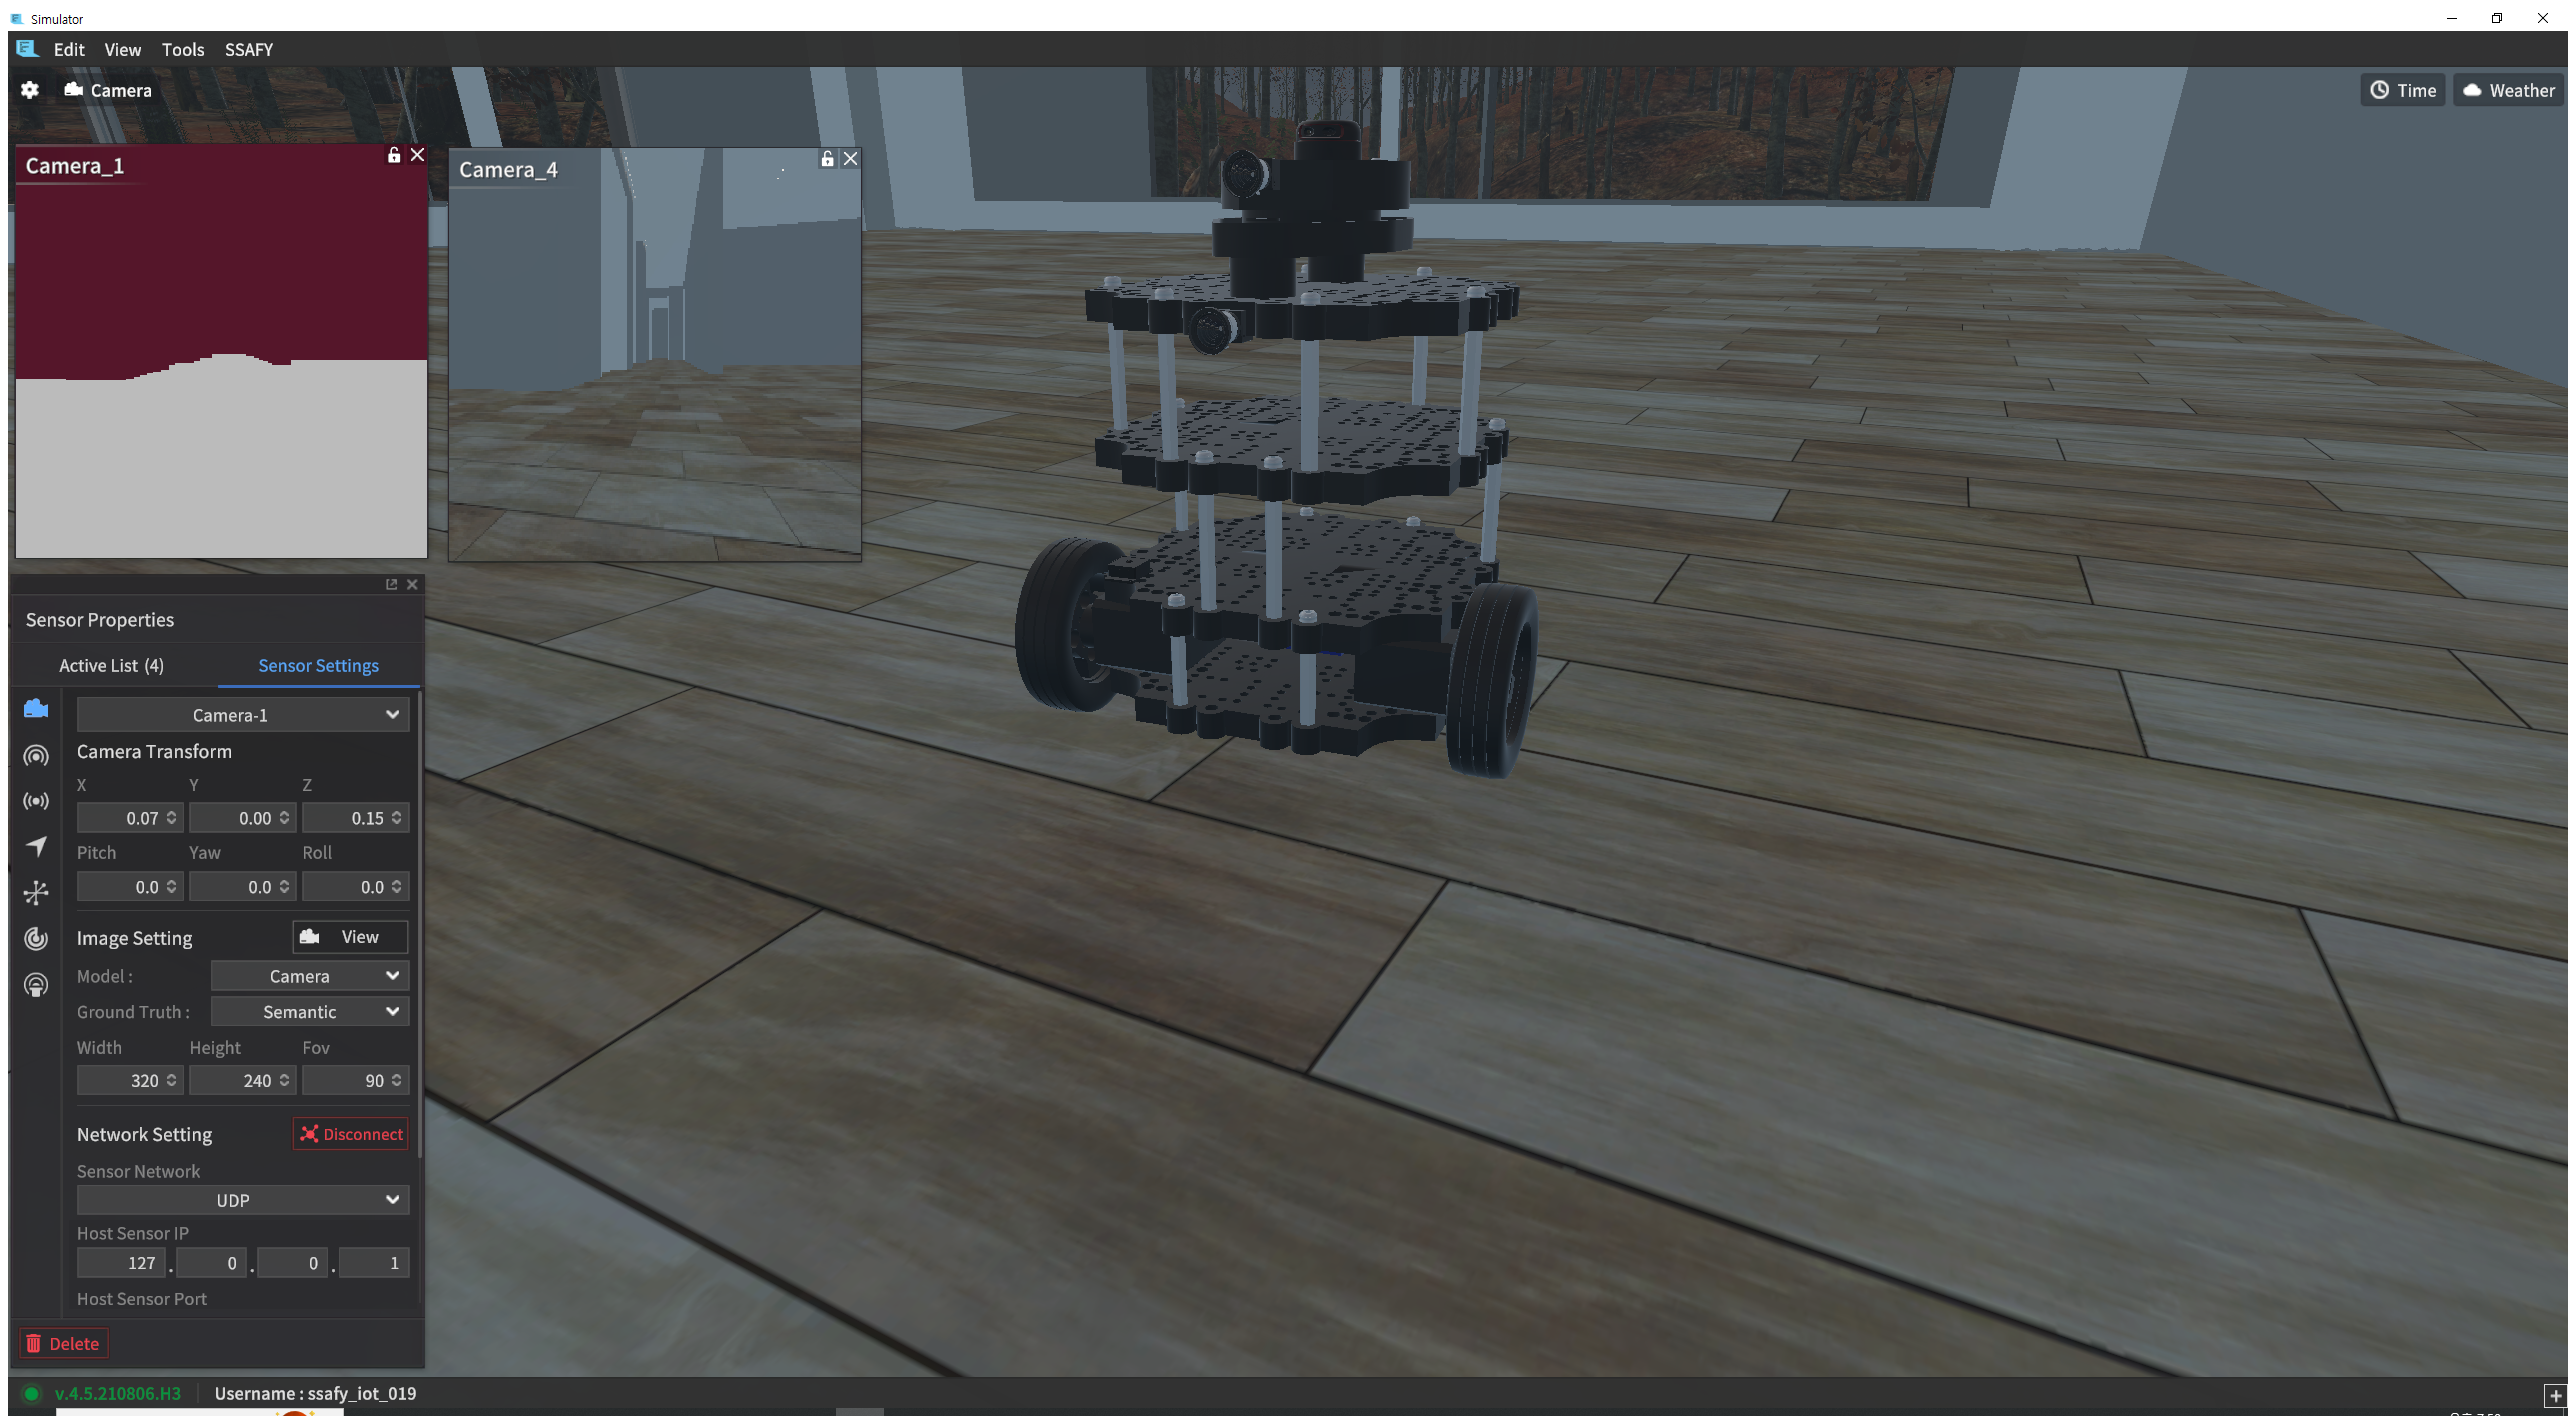 Simulator
Edit View Tools SSAFY
Camera
Time Weather
Camera_1
Camera_4
Sensor Properties
Active List (4) Sensor Settings
Camera-1
Camera Transform
X Y Z
0.07 0.00 0.15
Pitch Yaw Roll
0.0 0.0 0.0
Image Setting View
Model : Camera
Ground Truth : Semantic
Width Height Fov
320 240 90
Network Setting Disconnect
Sensor Network
UDP
Host Sensor IP
127 . 0 . 0 . 1
Host Sensor Port
Delete
v.4.5.210806.H3 Username : ssafy_iot_019